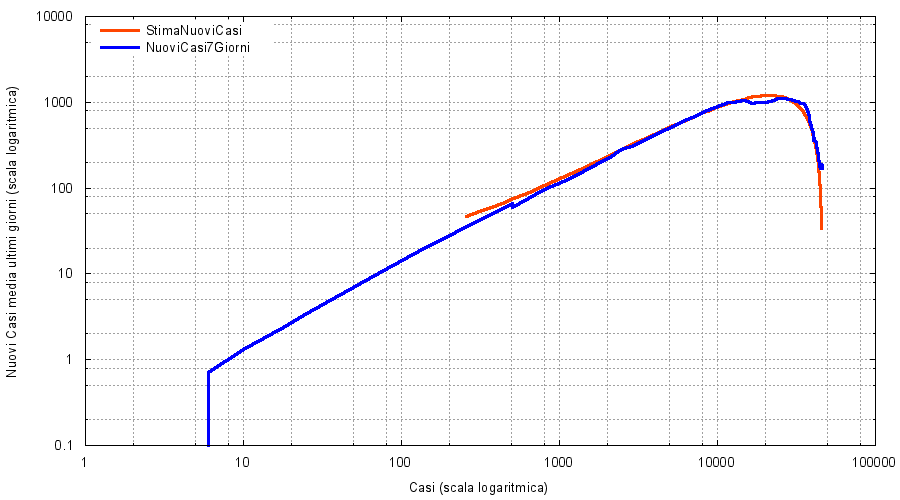 10000
1000
100
10
1
0.1
StimaNuoviCasi
NuoviCasi7Giorni
Nuovi Casi media ultimi giorni (scala logaritmica)
1 10 100 1000 10000 100000
Casi (scala logaritmica)